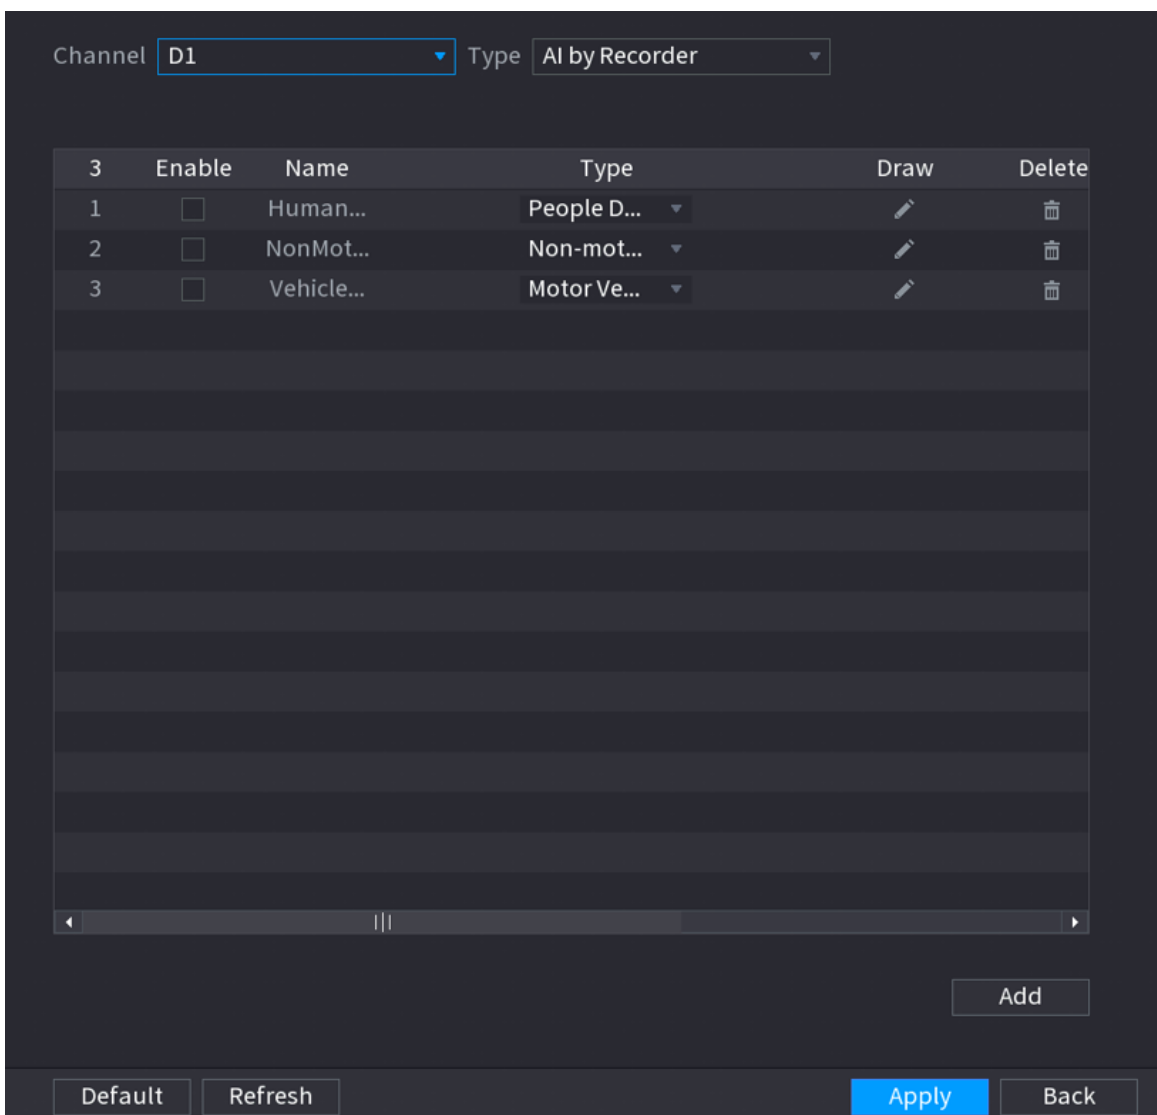 Channel D1 Type AI by Recorder
3 Enable Name Type Draw Delete
1 Human... People D...
2 NonMot... Non-mot...
3 Vehicle... Motor Ve...
Add
Default Refresh Apply Back